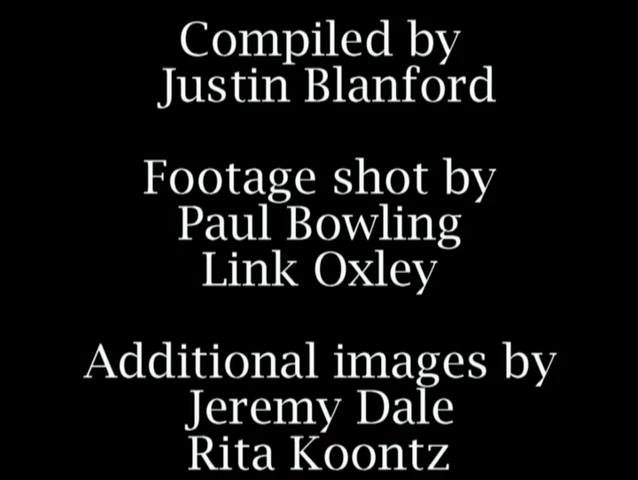 Compiled by
Justin Blanford
Footage shot by
Paul Bowling
Link Oxley
Additional images by
Jeremy Dale
Rita Koontz